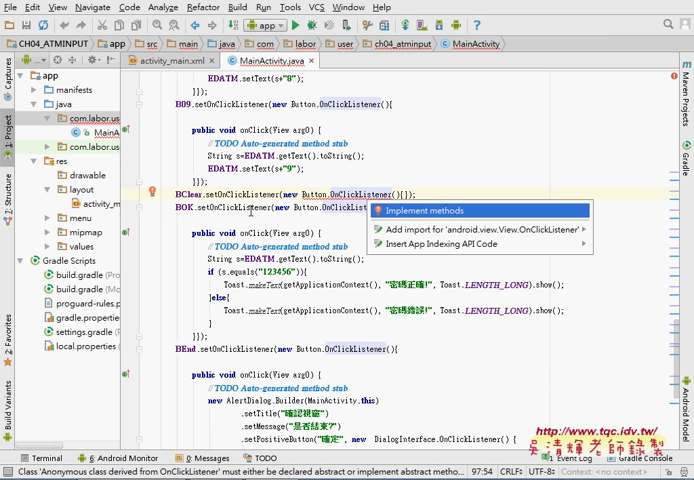 File Edit View Navigate Code Analyze Refactor Build Run Tools VCS Window Help
app
CH04_ATMINPUT app src main java com labor user ch04_atminput MainActivity
activity_main.xml MainActivity.java
app
manifests
java
com.labor.us
MainA
com.labor.us
res
drawable
layout
activity_m
menu
mipmap
values
Gradle Scripts
build.gradle
build.gradle
proguard-rules.p
gradle.propertie
settings.gradle
local.properties
Captures
1: Project
7: Structure
2: Favorites
Build Variants
EDATM.setText(s+"8");
}});
B09.setOnClickListener(new Button.OnClickListener(){
public void onClick(View arg0) {
//TODO Auto-generated method stub
String s=EDATM.getText().toString();
EDATM.setText(s+"9");
}});
BClear.setOnClickListener(new Button.OnClickListener(){});
BOK.setOnClickListener(new Button.OnClickList
Implement methods
Add import for 'android.view.View.OnClickListener'
Insert App Indexing API Code
public void onClick(View arg0) {
//TODO Auto-generated method stub
String s=EDATM.getText().toString();
if (s.equals("123456")){
Toast.makeText(getApplicationContext(), "密碼正確!", Toast.LENGTH_LONG).show();
}else{
Toast.makeText(getApplicationContext(), "密碼錯誤!", Toast.LENGTH_LONG).show();
}
}});
BEnd.setOnClickListener(new Button.OnClickListener(){
public void onClick(View arg0) {
//TODO Auto-generated method stub
new AlertDialog.Builder(MainActivity.this)
.setTitle("確認視窗")
.setMessage("是否結束?")
.setPositiveButton("確定", new DialogInterface.OnClickListener() {
Maven Projects
Gradle
Android Model
http://www.tqc.idv.tw/
吳清輝老師錄製
Terminal 6: Android Monitor 0: Messages TODO Event Log Gradle Console
Class 'Anonymous class derived from OnClickListener' must either be declared abstract or implement abstract metho... 97:54 CRLF÷ UTF-8÷ Context: <no context>